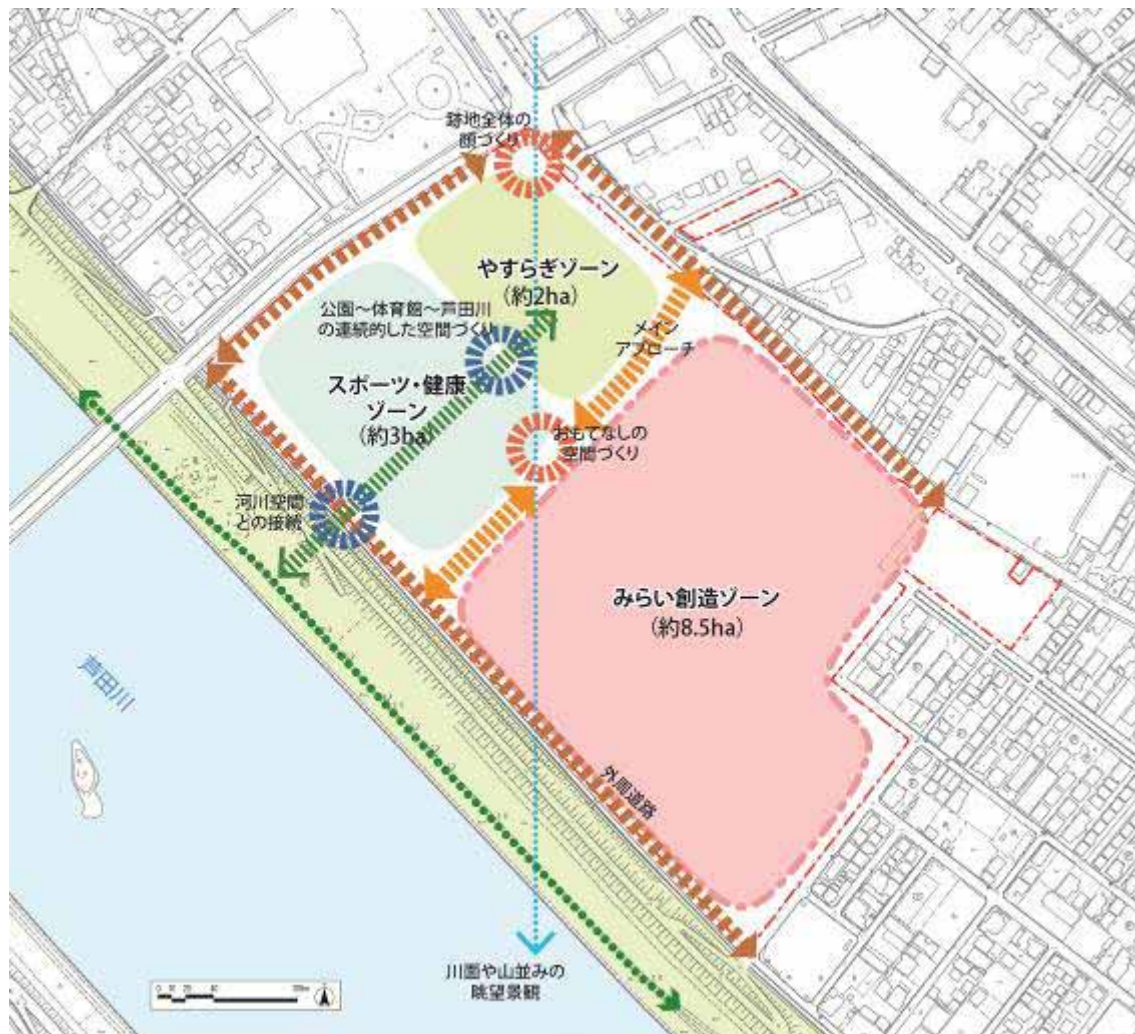 跡地全体の
顔づくり
やすらぎゾーン
(約2ha)
公園～体育館～芦田川
の連続的した空間づくり
メイン
アプローチ
スポーツ・健康
ゾーン
(約3ha)
おもてなしの
空間づくり
河川空間
との接続
みらい創造ゾーン
(約8.5ha)
芦田川
外周道路
川面や山並みの
眺望景観